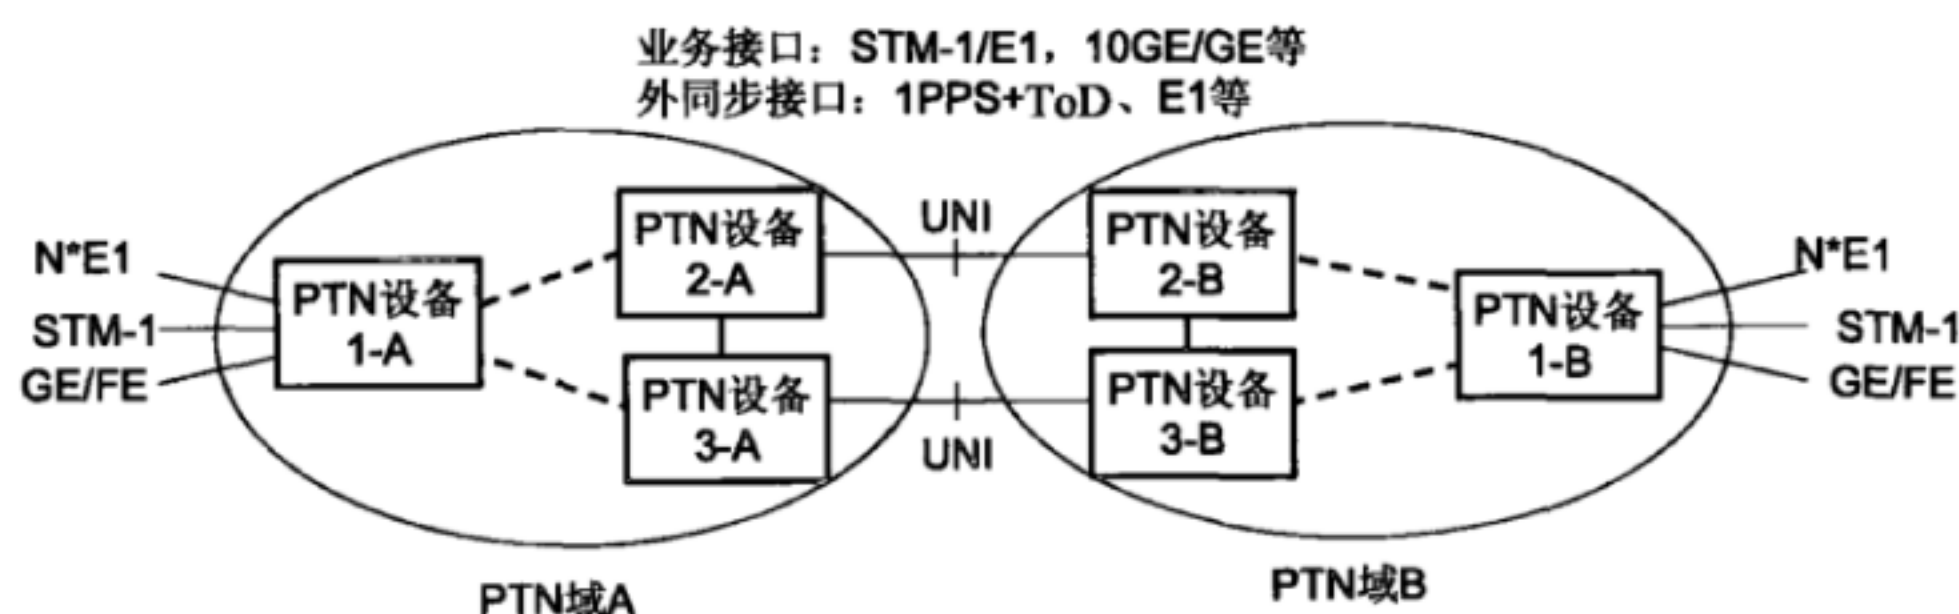 业务接口：STM-1/E1，10GE/GE等
外同步接口：1PPS+ToD、E1等
N*E1
STM-1
GE/FE
PTN设备
1-A
PTN设备
2-A
PTN设备
3-A
UNI
UNI
PTN设备
2-B
PTN设备
3-B
PTN设备
1-B
N*E1
STM-1
GE/FE
PTN域A
PTN域B